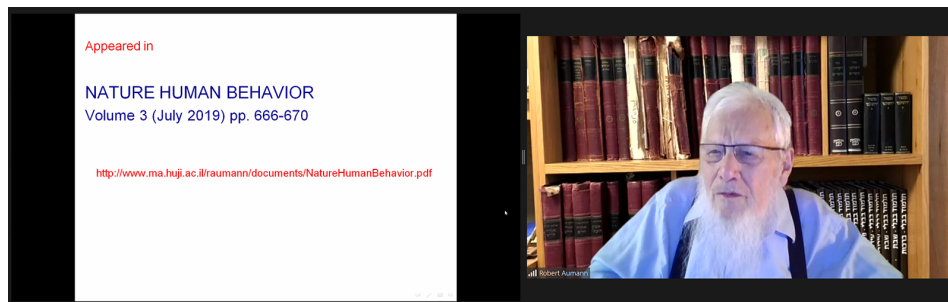 Appeared in
NATURE HUMAN BEHAVIOR
Volume 3 (July 2019) pp. 666-670
http://www.ma.huji.ac.il/raumann/documents/NatureHumanBehavior.pdf
Robert Aumann